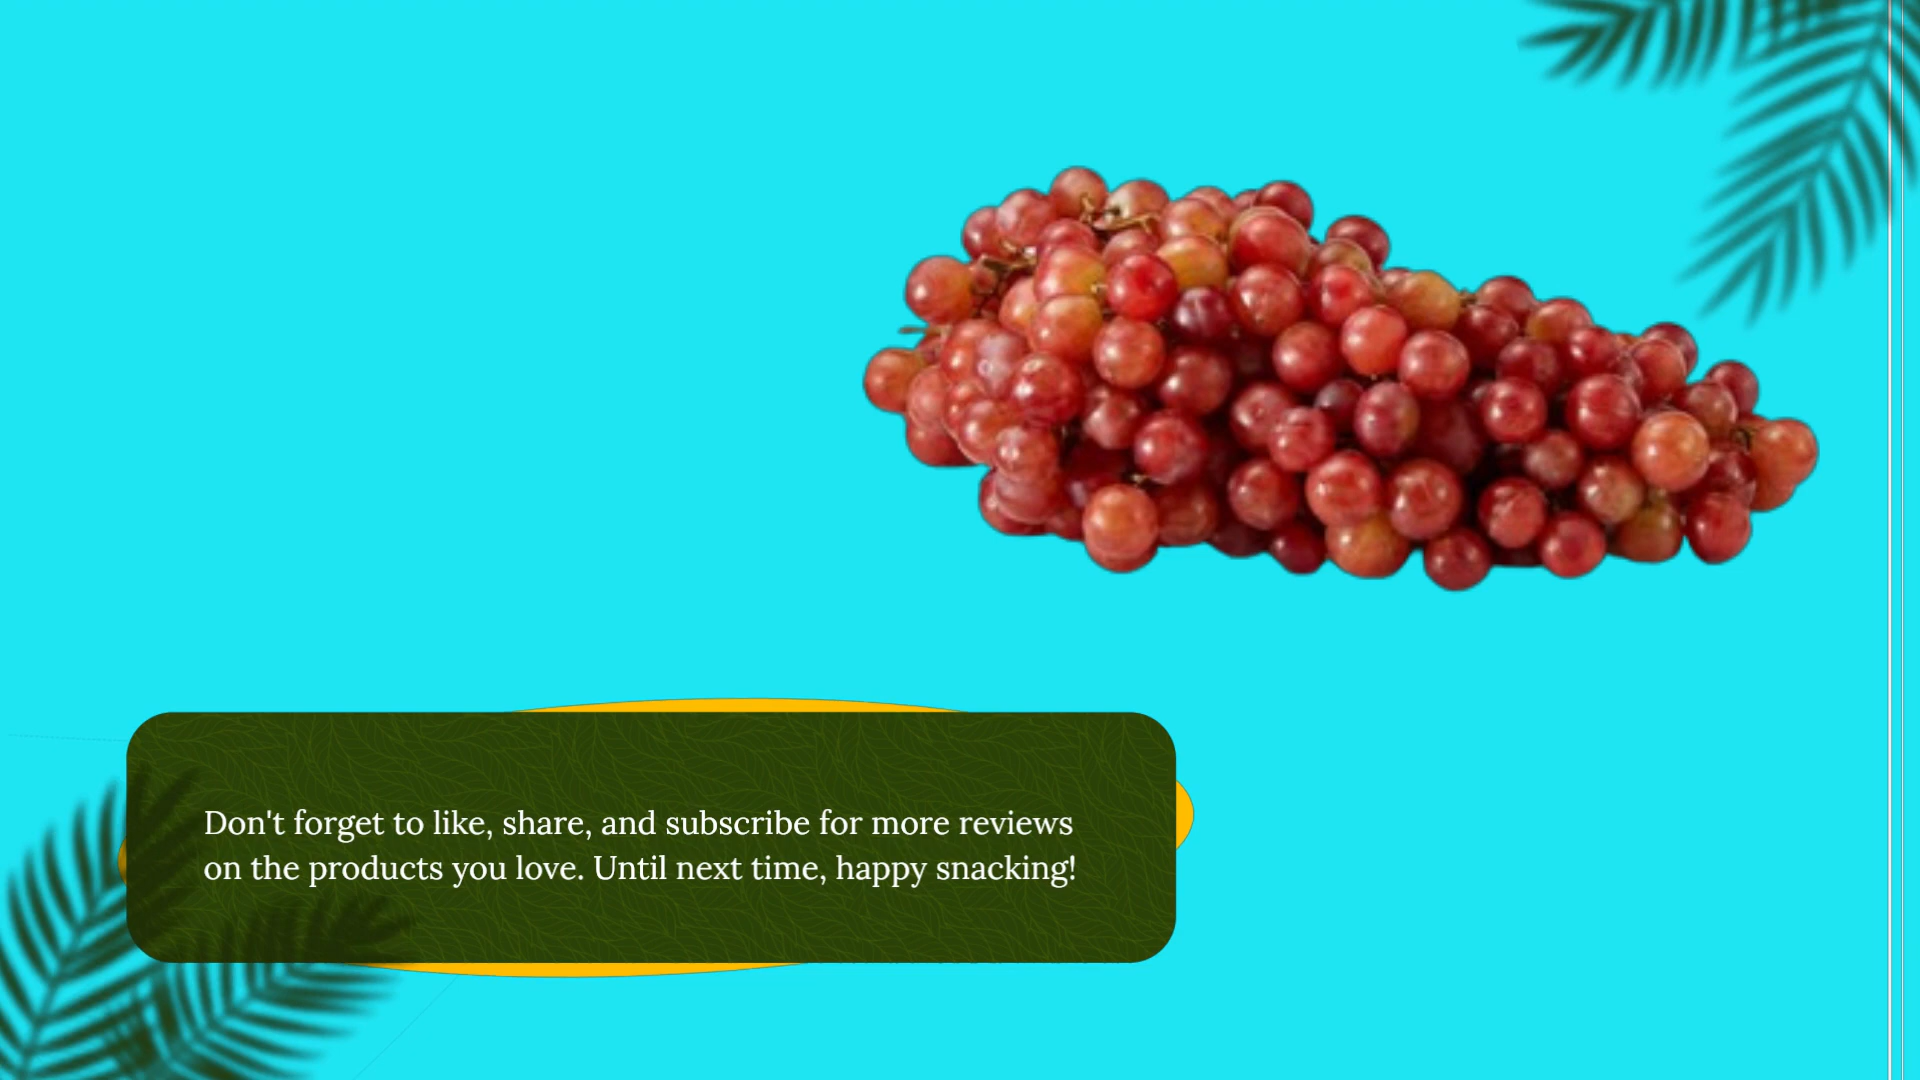 Don't forget to like, share, and subscribe for more reviews
on the products you love. Until next time, happy snacking!